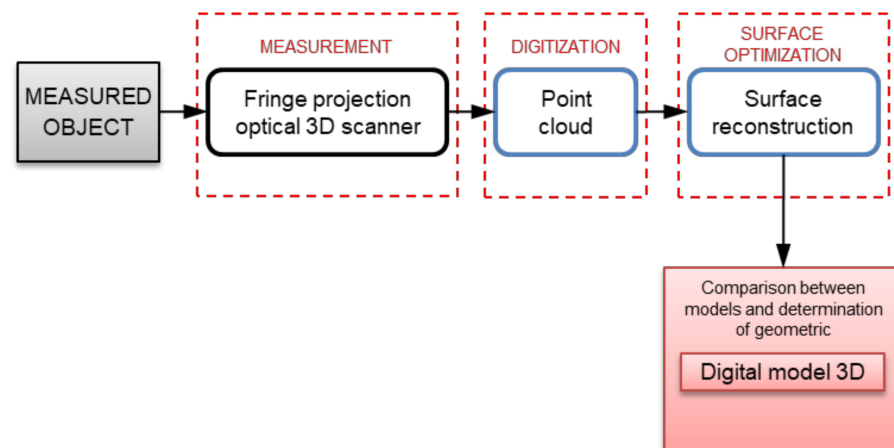 MEASUREMENT
DIGITIZATION
SURFACE
OPTIMIZATION
MEASURED
OBJECT
Fringe projection
optical 3D scanner
Point
cloud
Surface
reconstruction
Comparison between
models and determination
of geometric
Digital model 3D